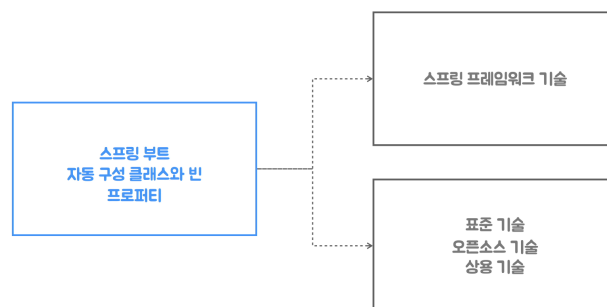 스프링 부트
자동 구성 클래스와 빈
프로퍼티
스프링 프레임워크 기술
표준 기술
오픈소스 기술
상용 기술